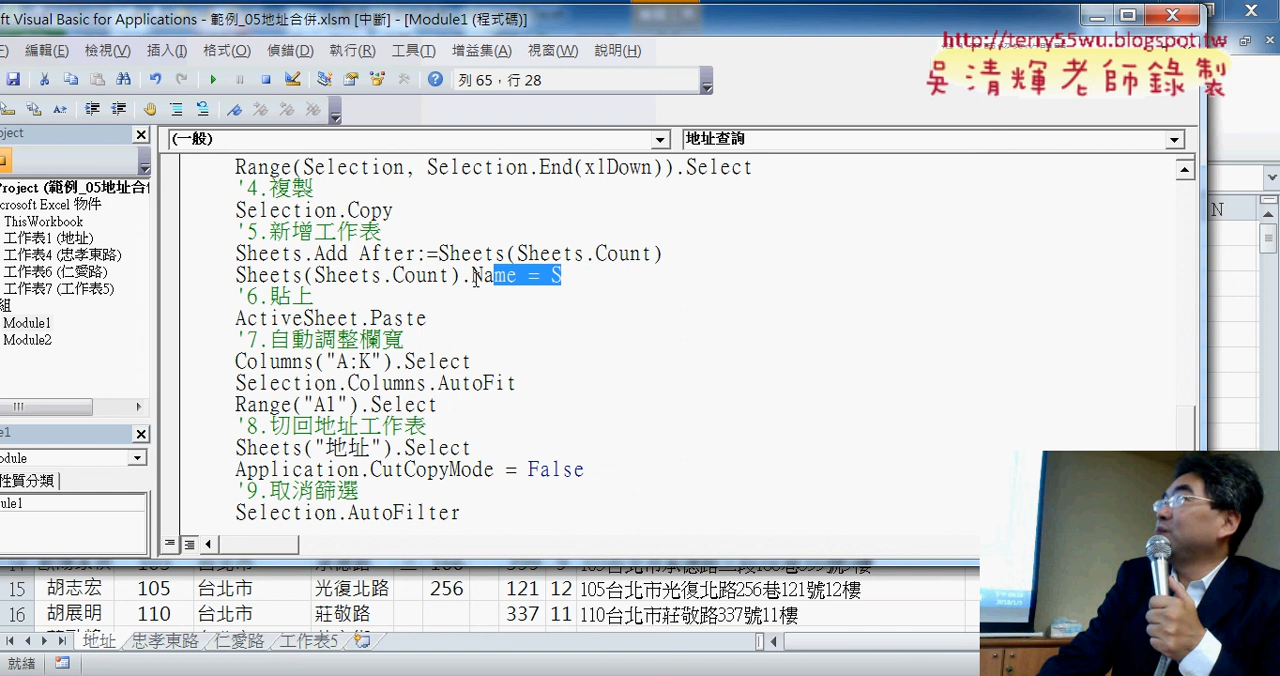 ft Visual Basic for Applications - 範例_05地址合併.xlsm [中斷] - [Module1 (程式碼)]
http://terry55wu.blogspot.tw
吳清輝老師錄製
編輯(E) 檢視(V) 插入(I) 格式(O) 偵錯(D) 執行(R) 工具(T) 增益集(A) 視窗(W) 說明(H)
列 65，行 28
oject
(一般)
地址查詢
Project (範例_05地址合併
crosoft Excel 物件
ThisWorkbook
工作表1 (地址)
工作表4 (忠孝東路)
工作表6 (仁愛路)
工作表7 (工作表5)
組
Module1
Module2
Range(Selection, Selection.End(xlDown)).Select
'4.複製
Selection.Copy
'5.新增工作表
Sheets.Add After:=Sheets(Sheets.Count)
Sheets(Sheets.Count).Name = S
'6.貼上
ActiveSheet.Paste
'7.自動調整欄寬
Columns("A:K").Select
Selection.Columns.AutoFit
Range("A1").Select
'8.切回地址工作表
Sheets("地址").Select
Application.CutCopyMode = False
'9.取消篩選
Selection.AutoFilter
N
le1
odule
性質分類
ule1
15 胡志宏 105 台北市 光復北路 256 121 12 105台北市光復北路256巷121號12樓
16 胡展明 110 台北市 莊敬路 337 11 110台北市莊敬路337號11樓
地址 忠孝東路 仁愛路 工作表5
就緒